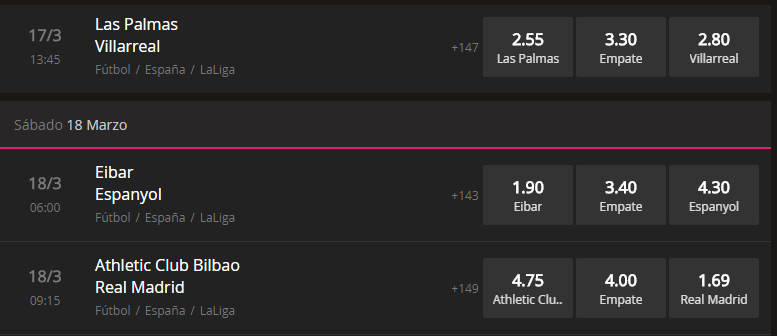 17/3
13:45
Las Palmas
Villarreal
Fútbol / España / LaLiga
+147
2.55 3.30 2.80
Las Palmas Empate Villarreal
Sábado 18 Marzo
18/3
06:00
Eibar
Espanyol
Fútbol / España / LaLiga
+143
1.90 3.40 4.30
Eibar Empate Espanyol
18/3
09:15
Athletic Club Bilbao
Real Madrid
Fútbol / España / LaLiga
+149
4.75 4.00 1.69
Athletic Clu.. Empate Real Madrid